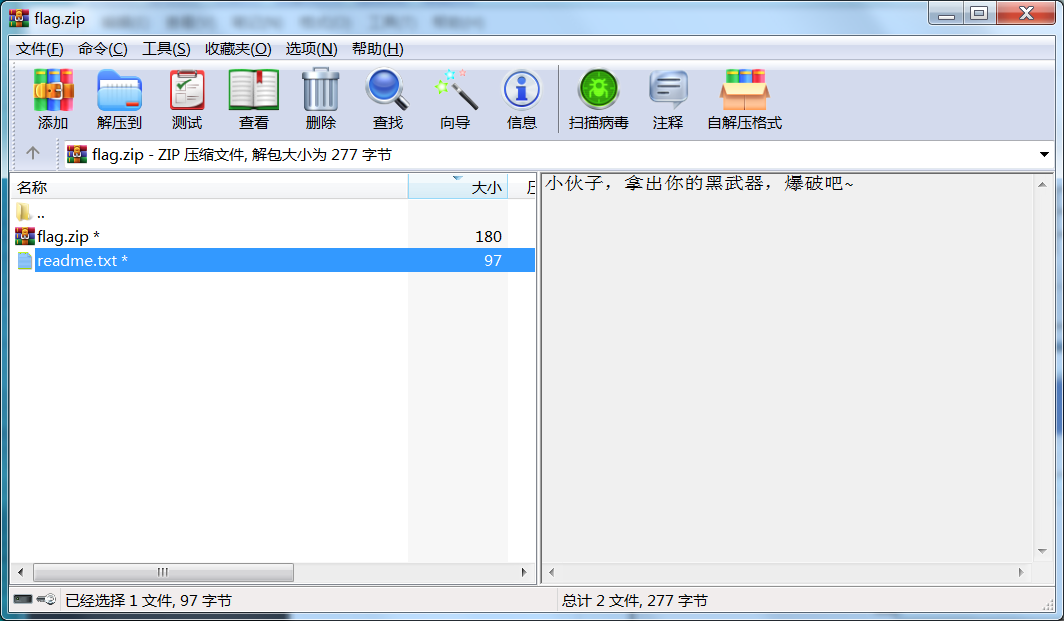 flag.zip
文件(F) 命令(C) 工具(S) 收藏夹(O) 选项(N) 帮助(H)
添加 解压到 测试 查看 删除 查找 向导 信息 扫描病毒 注释 自解压格式
flag.zip - ZIP 压缩文件, 解包大小为 277 字节
名称 大小
小伙子，拿出你的黑武器，爆破吧~
..
flag.zip * 180
readme.txt * 97
已经选择 1 文件, 97 字节 总计 2 文件, 277 字节